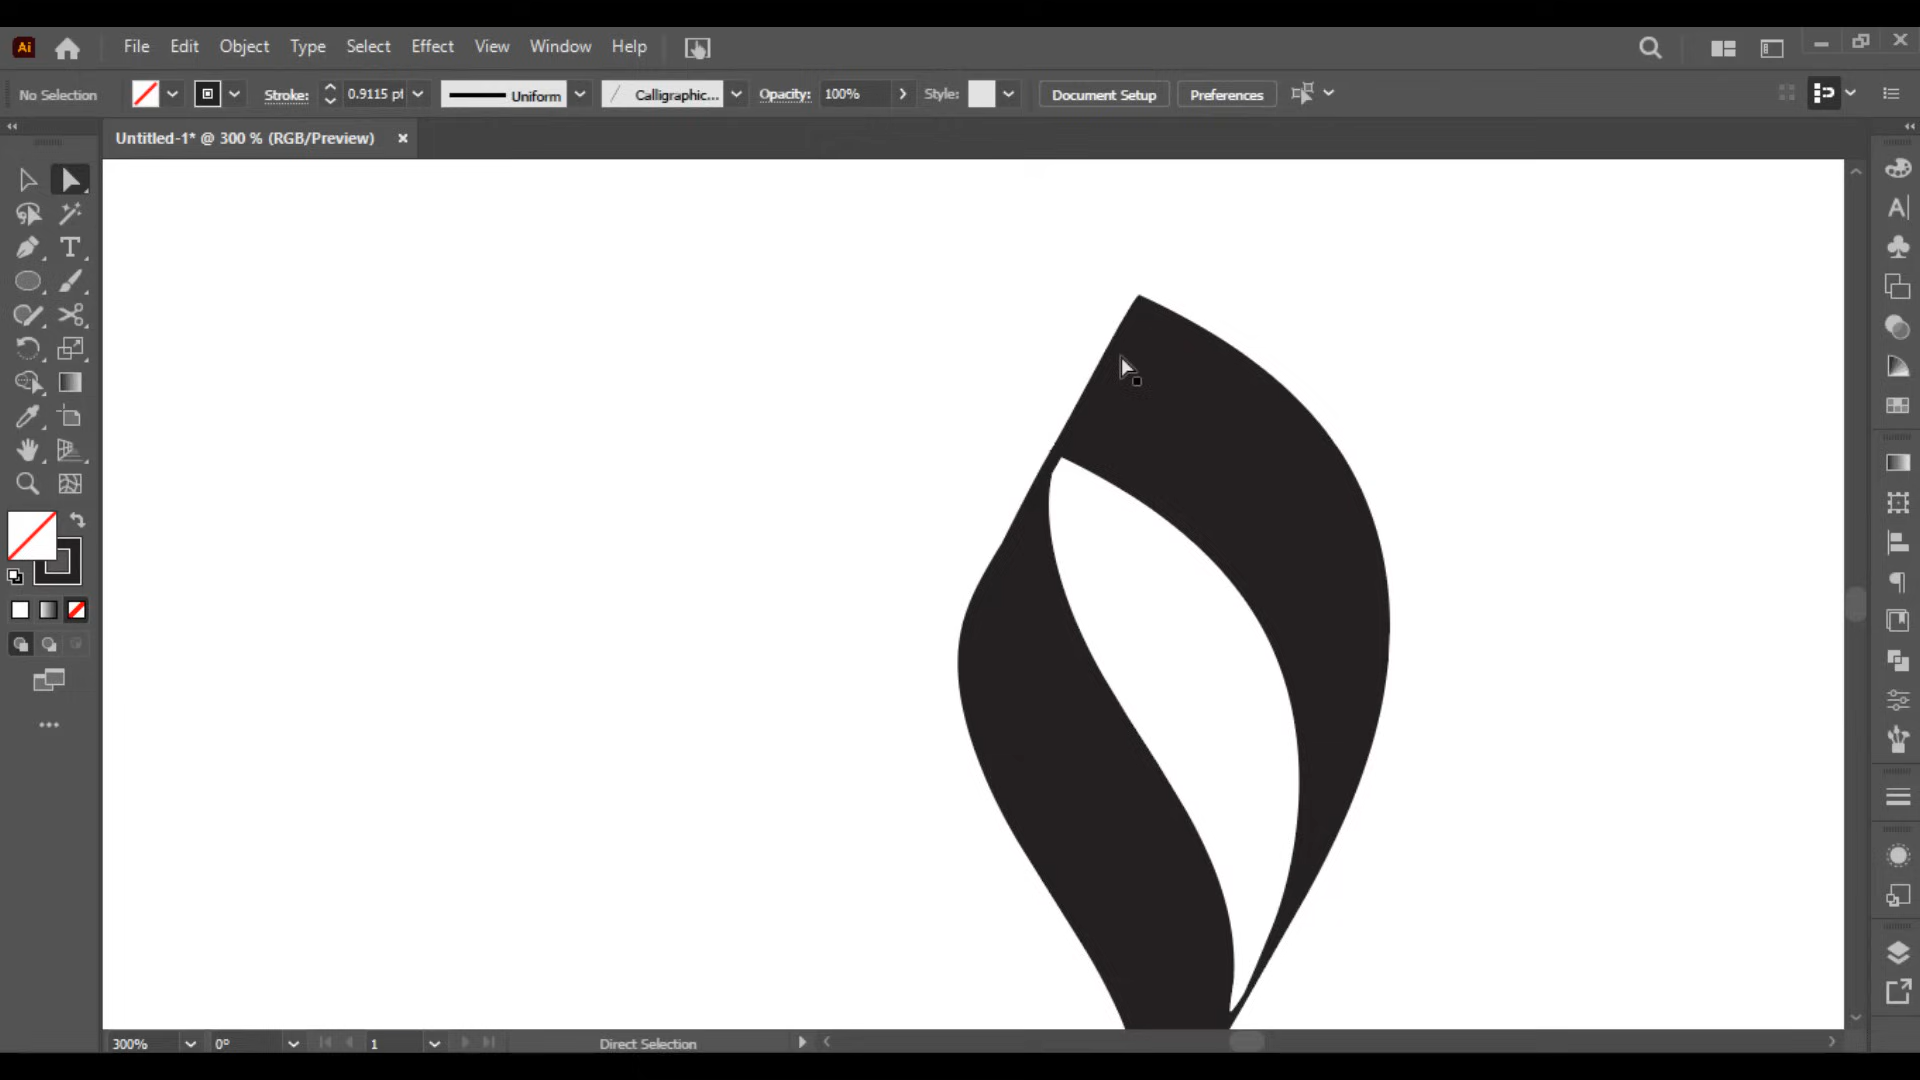 Ai File Edit Object Type Select Effect View Window Help
No Selection Stroke: 0.9115 pt Uniform Calligraphic... Opacity: 100% Style: Document Setup Preferences
Untitled-1* @ 300 % (RGB/Preview) ×
300% 0° 1 Direct Selection